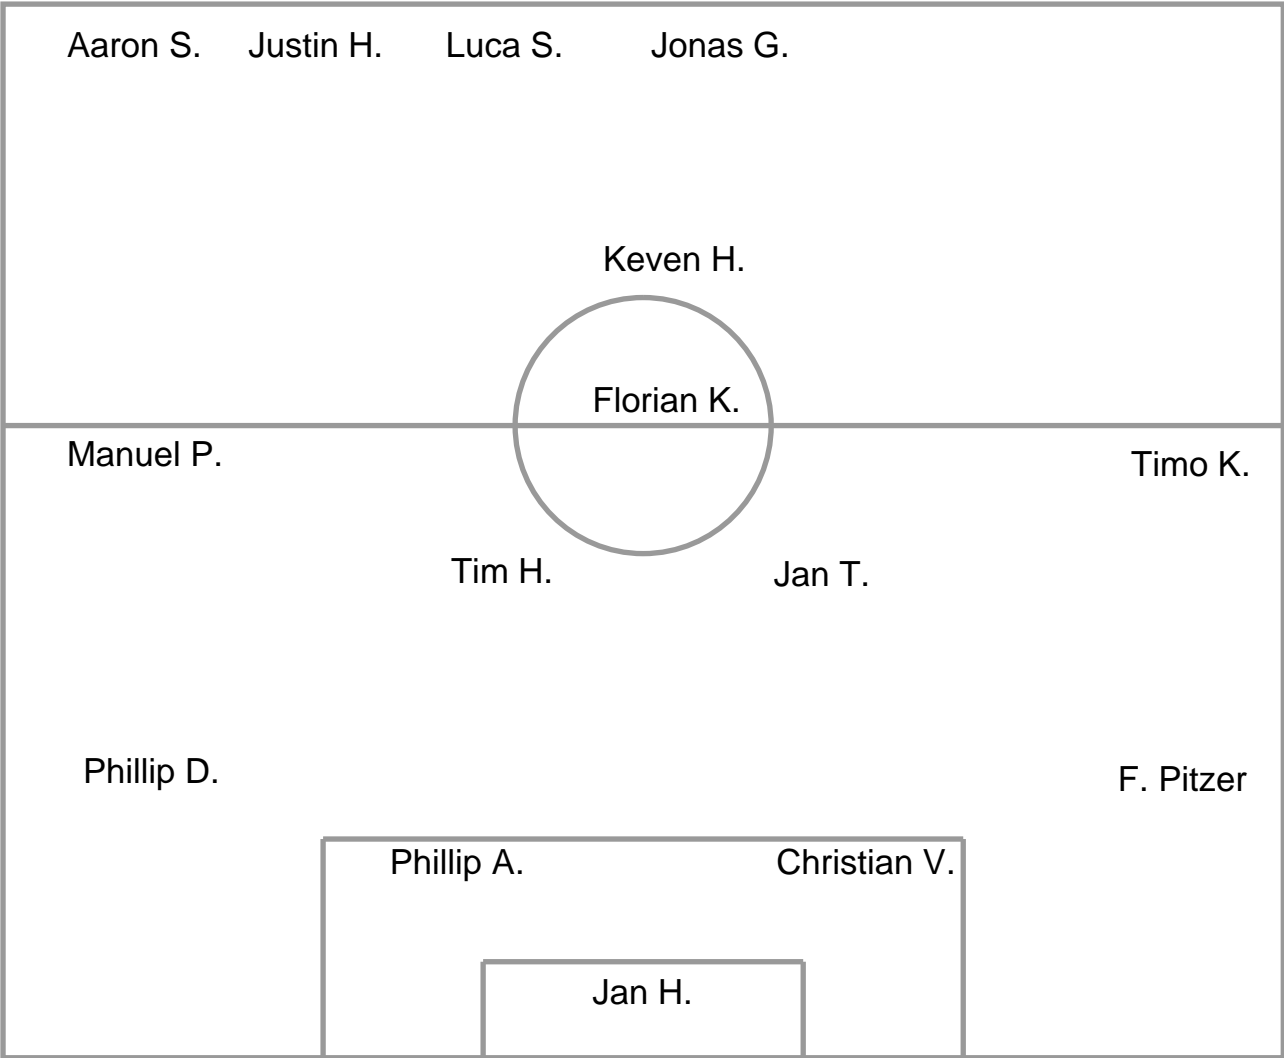 Aaron S. Justin H. Luca S. Jonas G.
Keven H.
Florian K.
Manuel P.
Timo K.
Tim H. Jan T.
Phillip D.
F. Pitzer
Phillip A. Christian V.
Jan H.